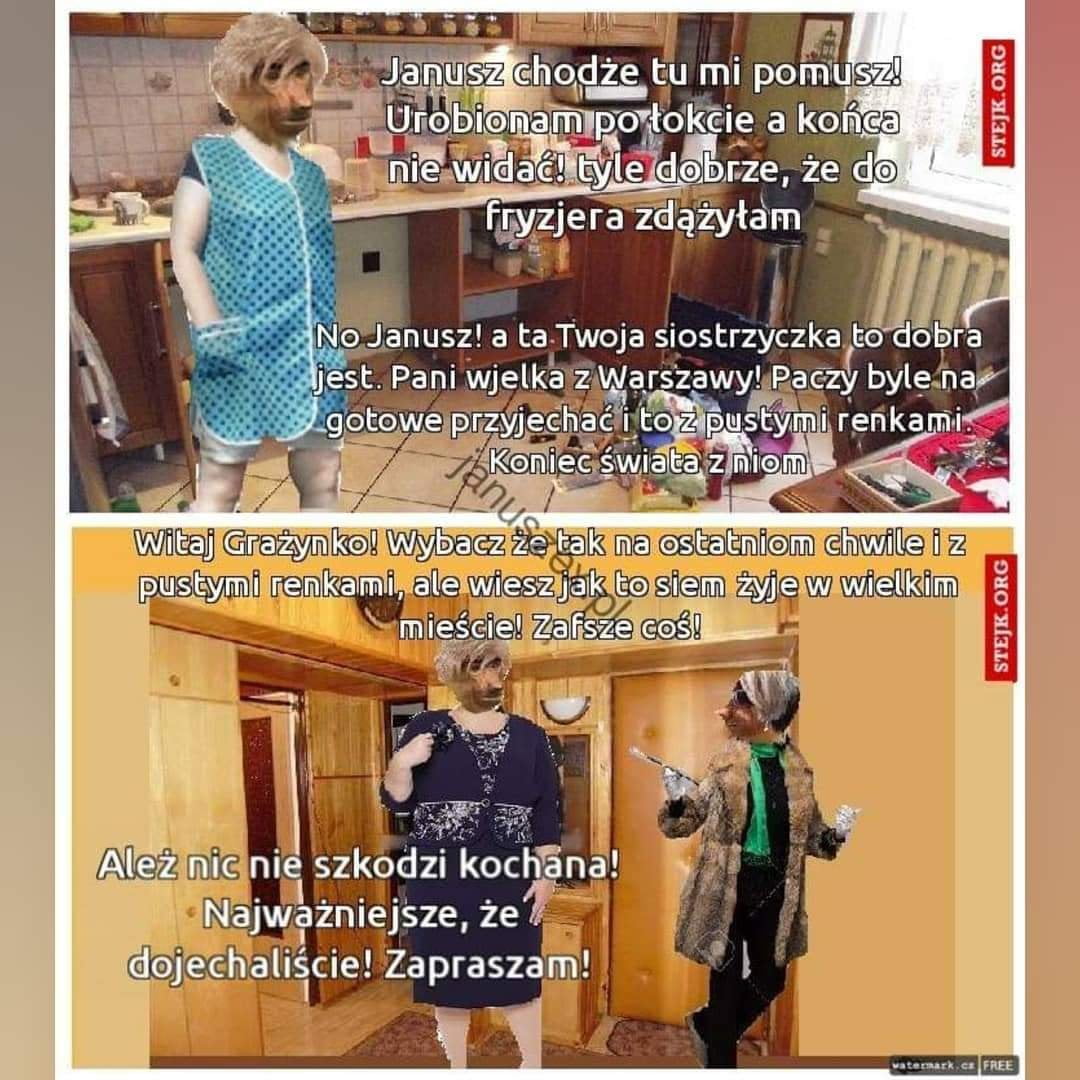 Janusz chodże tu mi pomusz!
Urobionam po łokcie a końca
nie widać! tyle dobrze, że do
fryzjera zdążyłam
STEJK.ORG
No Janusz! a ta Twoja siostrzyczka to dobra
jest. Pani wjelka z Warszawy! Paczy byle na
gotowe przyjechać i to z pustymi renkami.
Koniec świata z niom
januszay.pl
Witaj Grażynko! Wybacz że tak na ostatniom chwile i z
pustymi renkami, ale wiesz jak to siem żyje w wielkim
mieście! Zafsze coś!
STEJK.ORG
Ależ nic nie szkodzi kochana!
Najważniejsze, że
dojechaliście! Zapraszam!
watermark.cz FREE